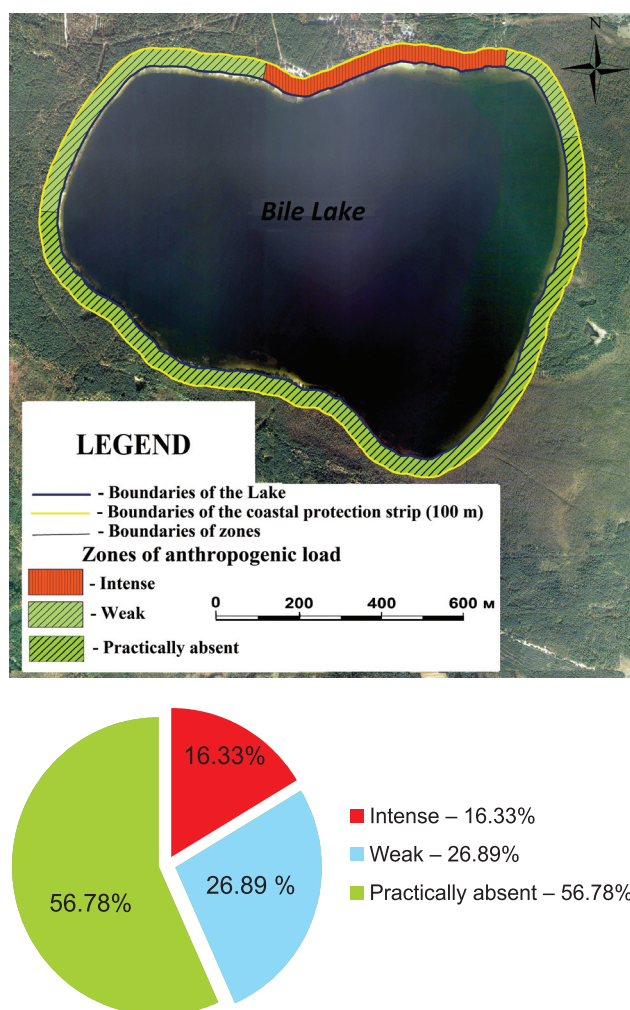 N
Bile Lake
LEGEND
- Boundaries of the Lake
- Boundaries of the coastal protection strip (100 m)
- Boundaries of zones
Zones of anthropogenic load
- Intense
- Weak
- Practically absent
0 200 400 600 м
16.33%
26.89 %
56.78%
Intense – 16.33%
Weak – 26.89%
Practically absent – 56.78%